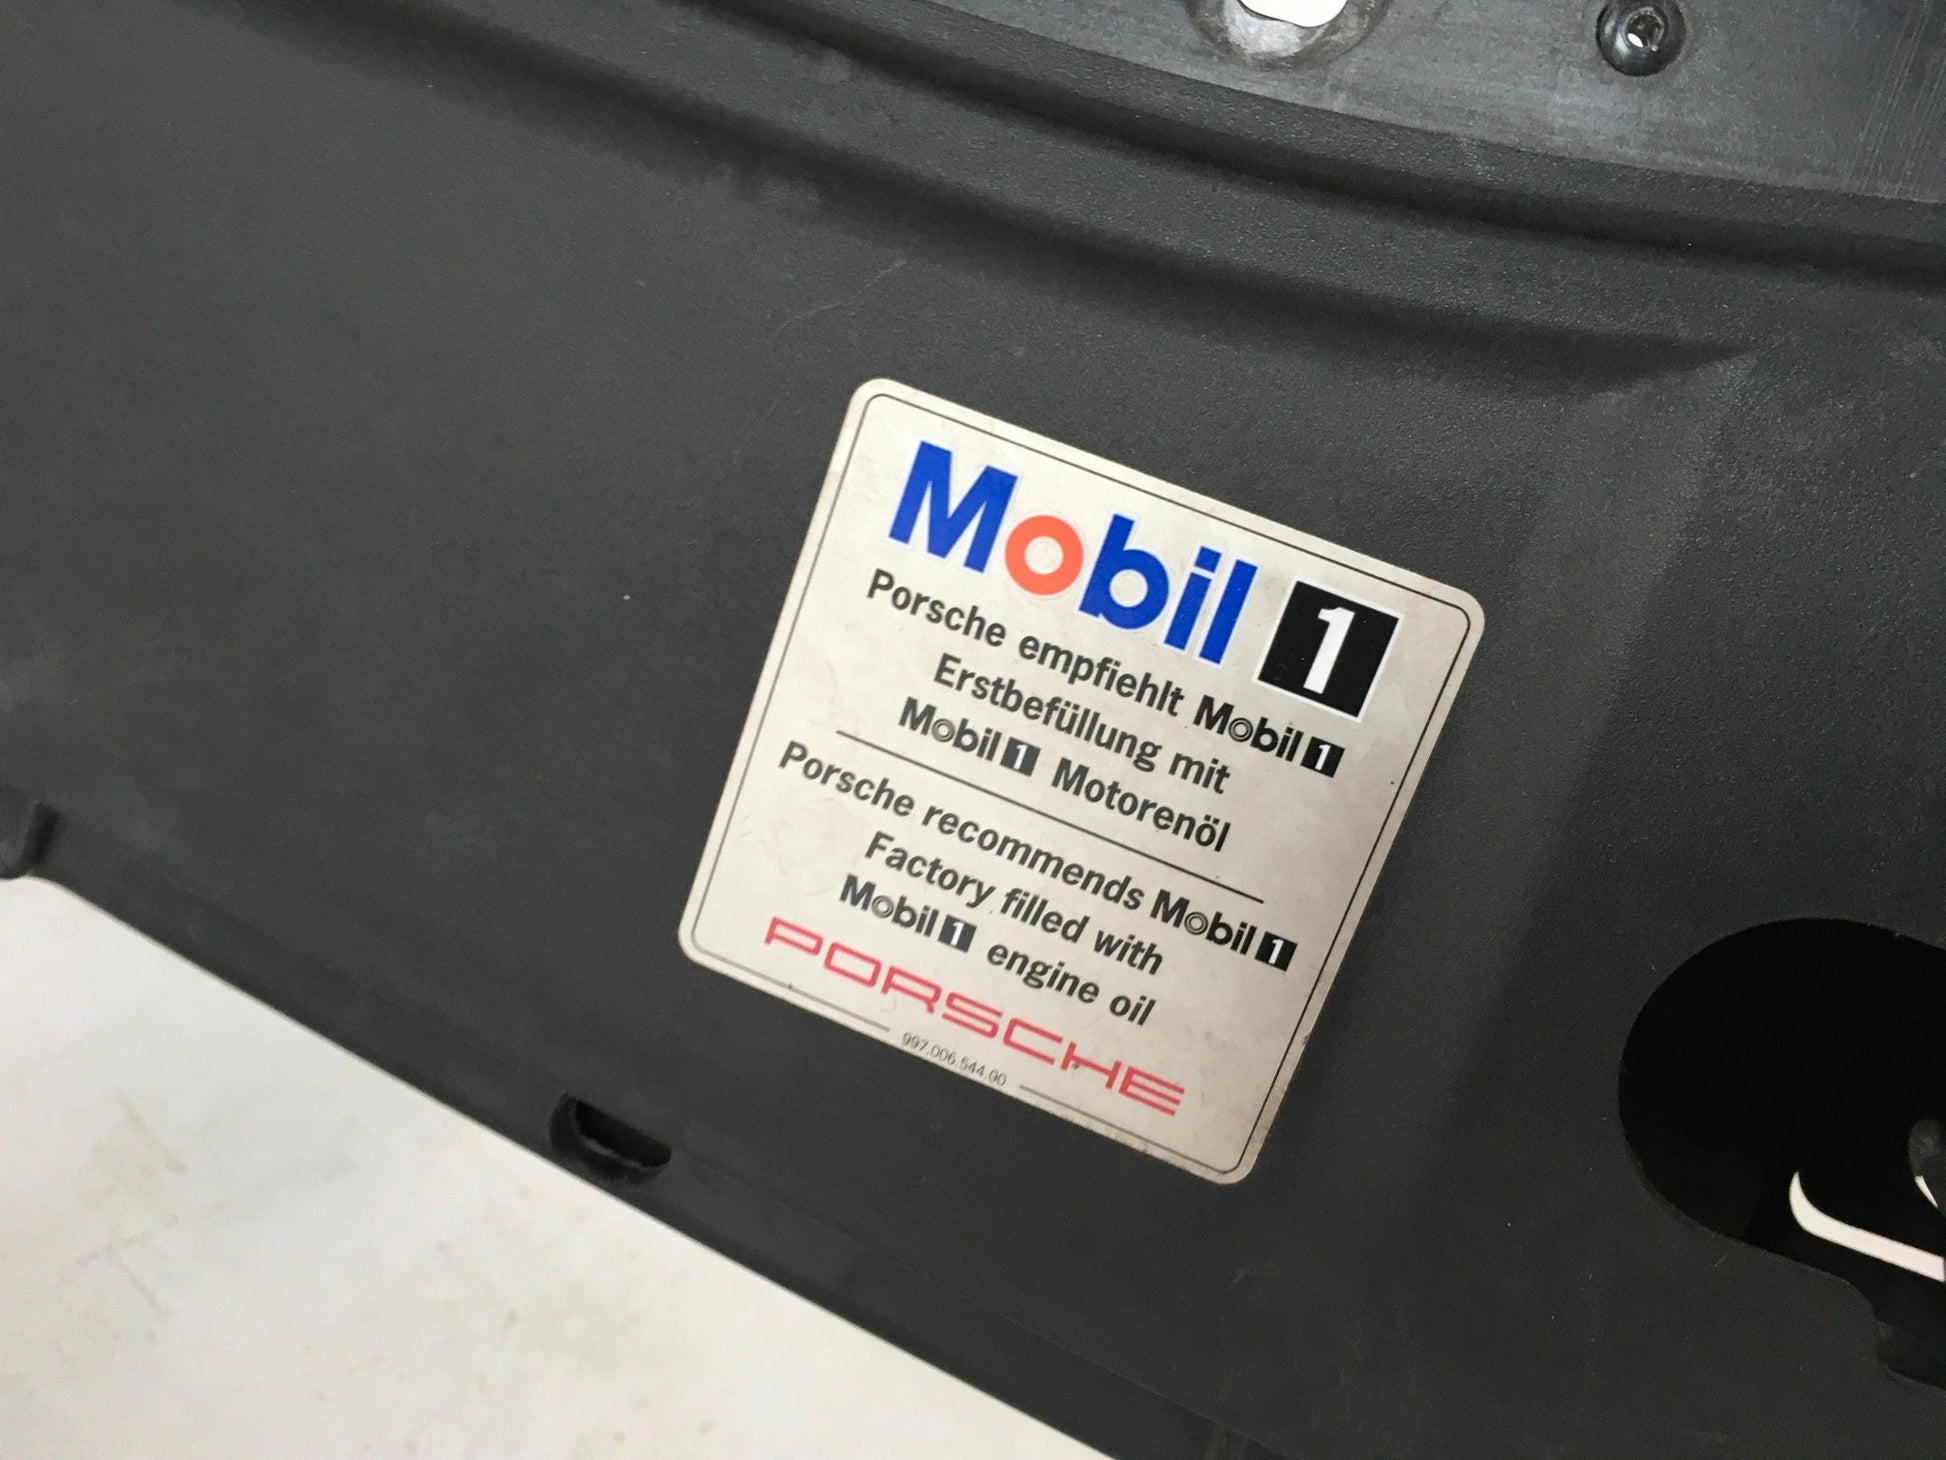 Mobil 1
Porsche empfiehlt Mobil 1
Erstbefüllung mit
Mobil 1 Motorenöl
Porsche recommends Mobil 1
Factory filled with
Mobil 1 engine oil
PORSCHE
997.006.544.00